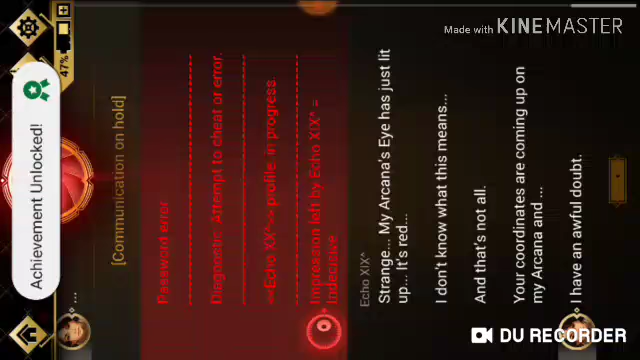 Made with KINEMASTER
47%
Achievement Unlocked!
...
[Communication on hold]
Password error
Diagnostic: Attempt to cheat or error.
<<Echo XX^>> profile in progress.
Impression left by Echo XIX^ =
Indecisive
Echo XIX^
Strange... My Arcana's Eye has just lit
up... It's red...
I don't know what this means...
And that's not all.
Your coordinates are coming up on
my Arcana and ...
I have an awful doubt.
DU RECORDER